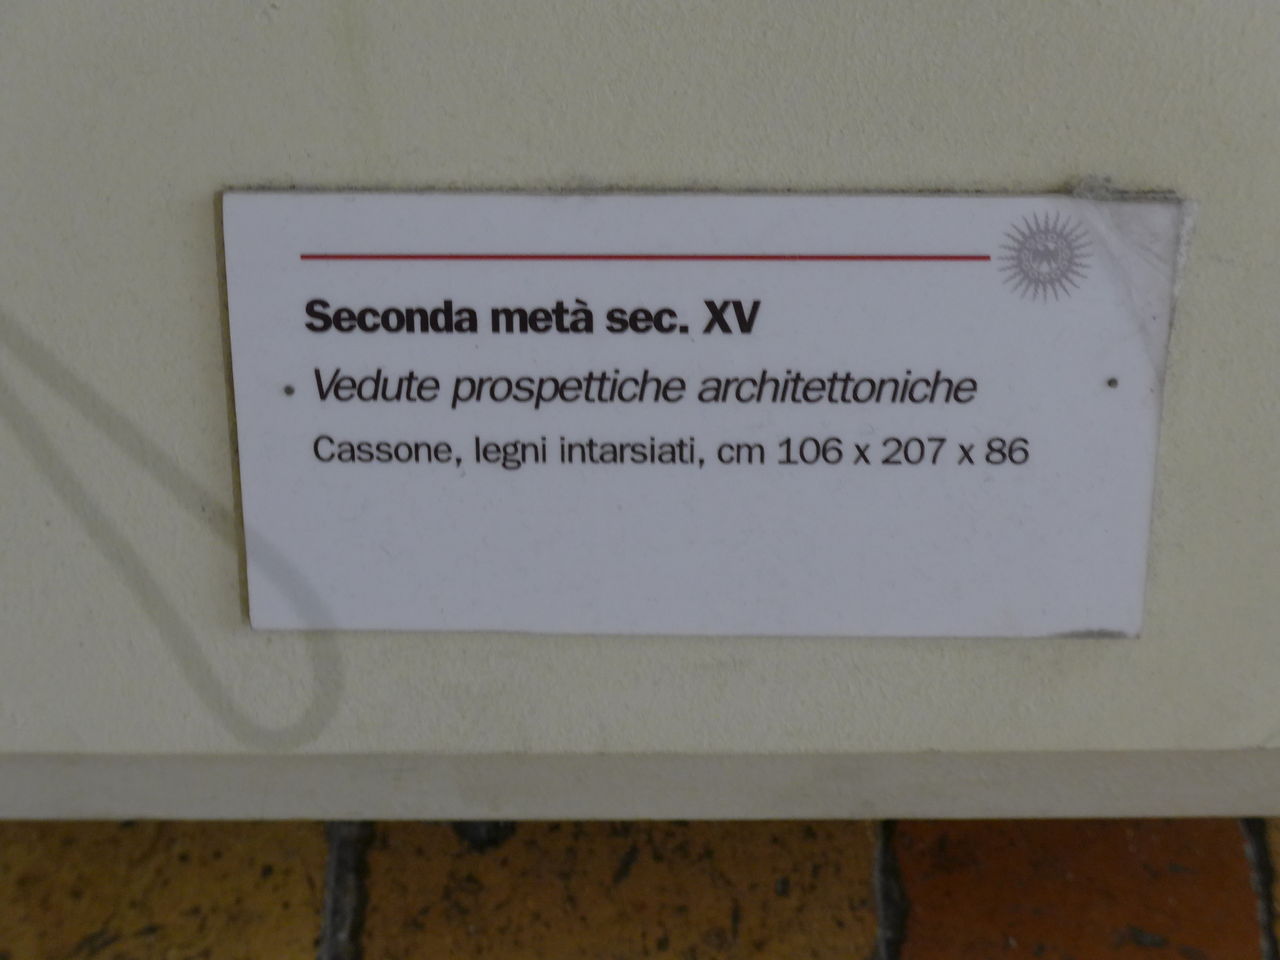 Seconda metà sec. XV
Vedute prospettiche architettoniche
Cassone, legni intarsiati, cm 106 x 207 x 86